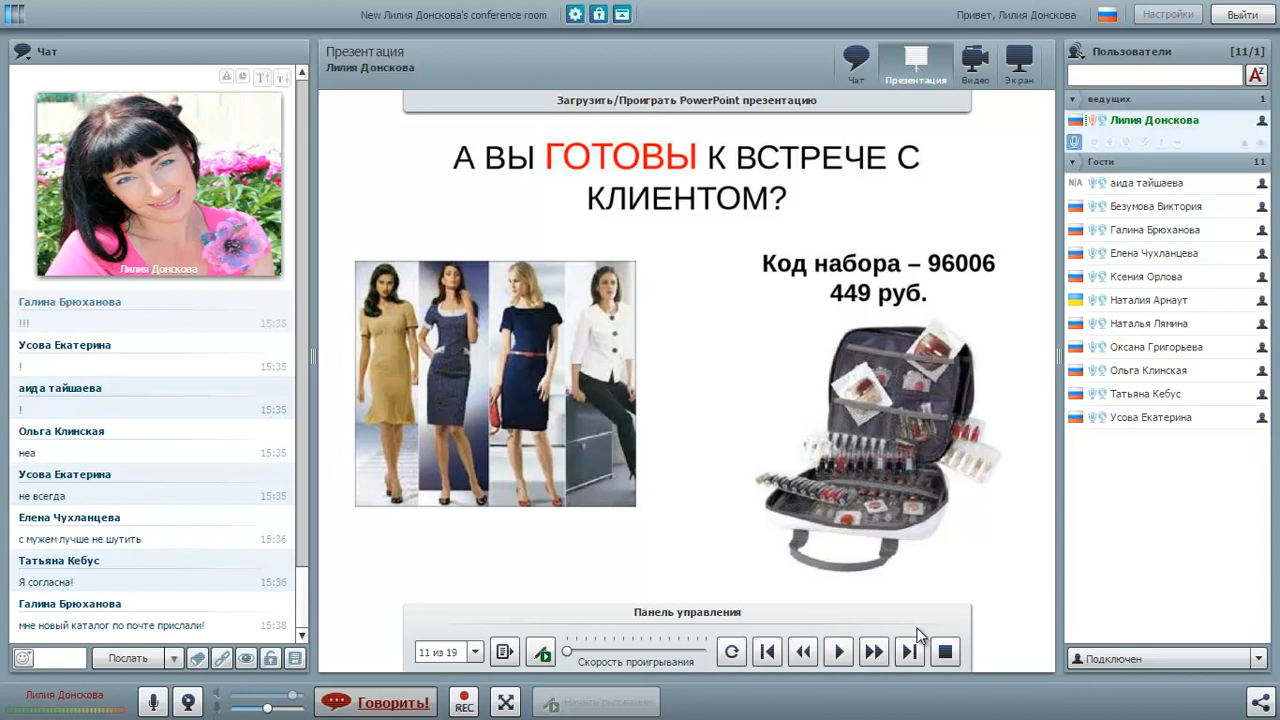 New Лилия Донскова's conference room
Привет, Лилия Донскова
Настройки
Выйти
Чат
T↑
T↓
Лилия Донскова
Галина Брюханова
!!!
15:35
Усова Екатерина
!
15:35
аида тайшаева
!
15:35
Ольга Клинская
неа
15:35
Усова Екатерина
не всегда
15:35
Елена Чухланцева
с мужем лучше не шутить
15:36
Татьяна Кебус
Я согласна!
15:36
Галина Брюханова
мне новый каталог по почте прислали!
15:38
Послать
Презентация
Лилия Донскова
Чат
Презентация
Видео
Экран
Загрузить/Проиграть PowerPoint презентацию
А ВЫ ГОТОВЫ К ВСТРЕЧЕ С
КЛИЕНТОМ?
Код набора – 96006
449 руб.
Панель управления
11 из 19
Скорость проигрывания
Пользователи
[11/1]
AZ
ведущих
1
Лилия Донскова
Гости
11
N|A аида тайшаева
Безумова Виктория
Галина Брюханова
Елена Чухланцева
Ксения Орлова
Наталия Арнаут
Наталья Лямина
Оксана Григорьева
Ольга Клинская
Татьяна Кебус
Усова Екатерина
Подключен
Лилия Донскова
Говорить!
REC